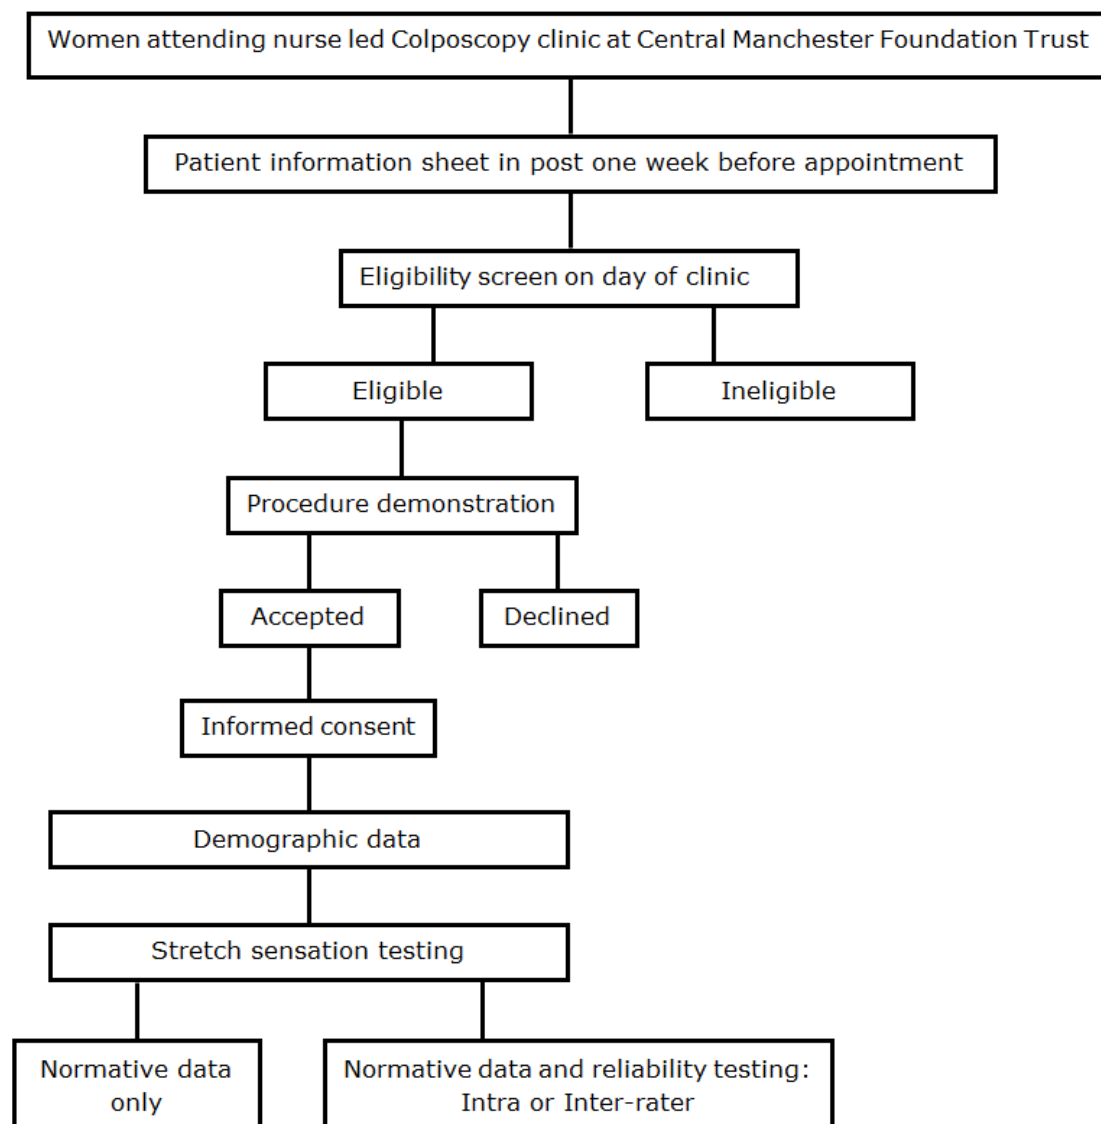 Women attending nurse led Colposcopy clinic at Central Manchester Foundation Trust
Patient information sheet in post one week before appointment
Eligibility screen on day of clinic
Eligible
Ineligible
Procedure demonstration
Accepted
Declined
Informed consent
Demographic data
Stretch sensation testing
Normative data
only
Normative data and reliability testing:
Intra or Inter-rater